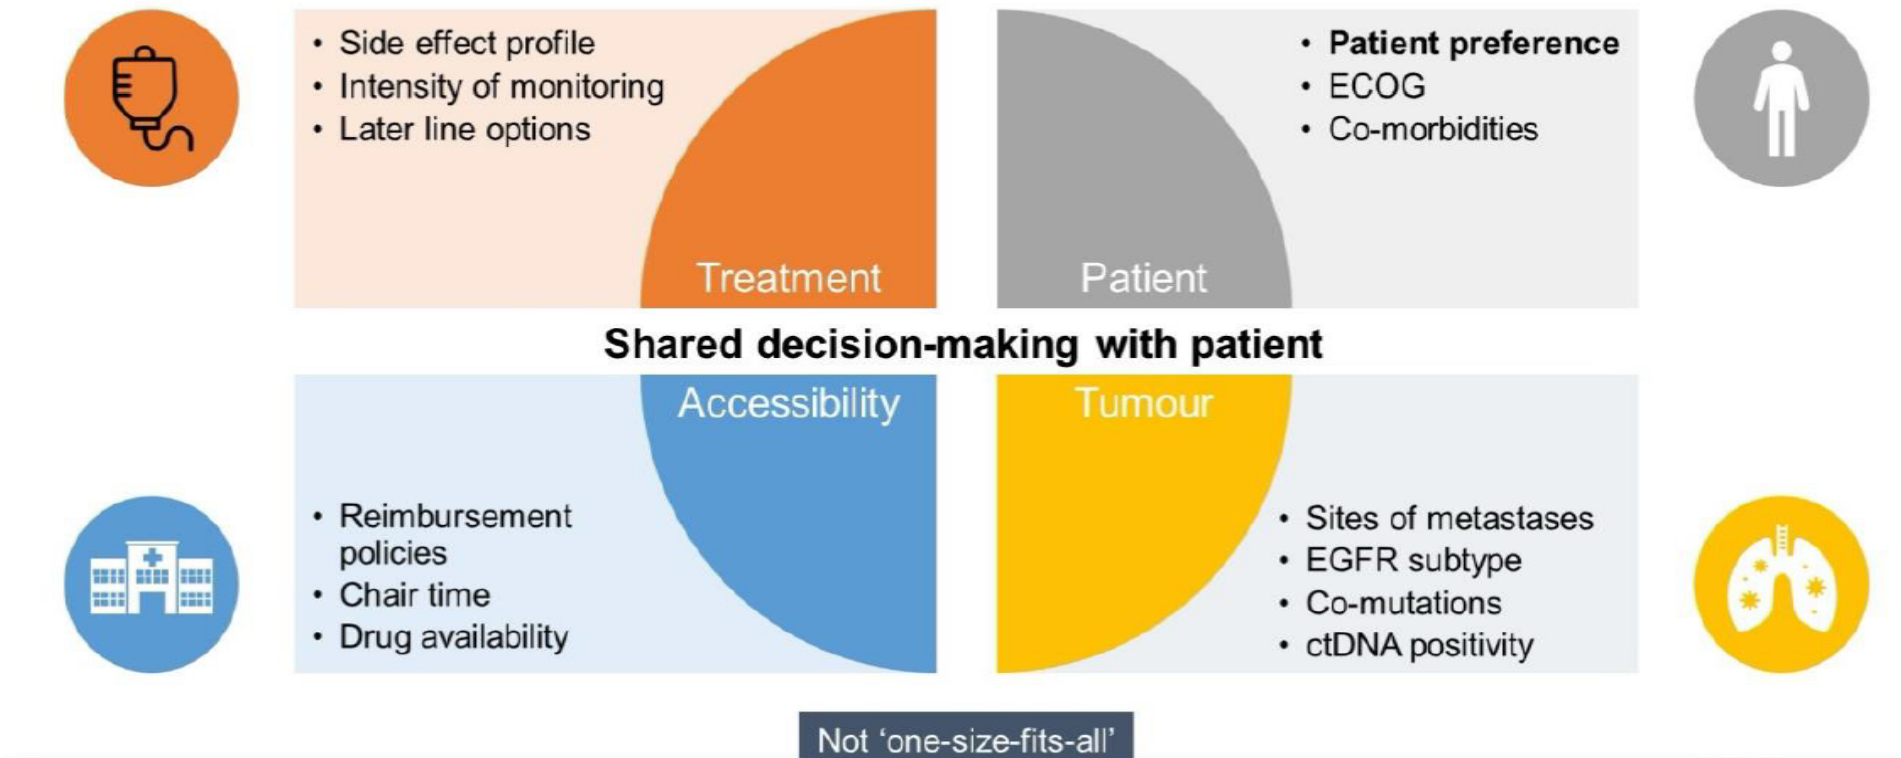 • Side effect profile
• Intensity of monitoring
• Later line options
Treatment
• Patient preference
• ECOG
• Co-morbidities
Patient
Shared decision-making with patient
Accessibility
• Reimbursement
policies
• Chair time
• Drug availability
Tumour
• Sites of metastases
• EGFR subtype
• Co-mutations
• ctDNA positivity
Not ‘one-size-fits-all’